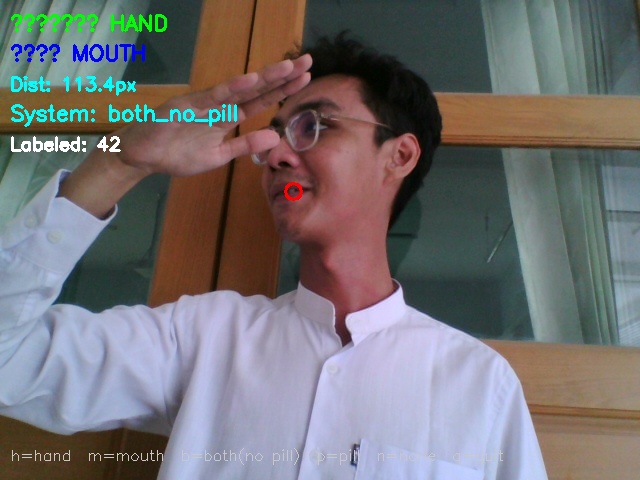 ??????? HAND
???? MOUTH
Dist: 113.4px
System: both_no_pill
Labeled: 42
h=hand m=mouth b=both(no pill) p=pill